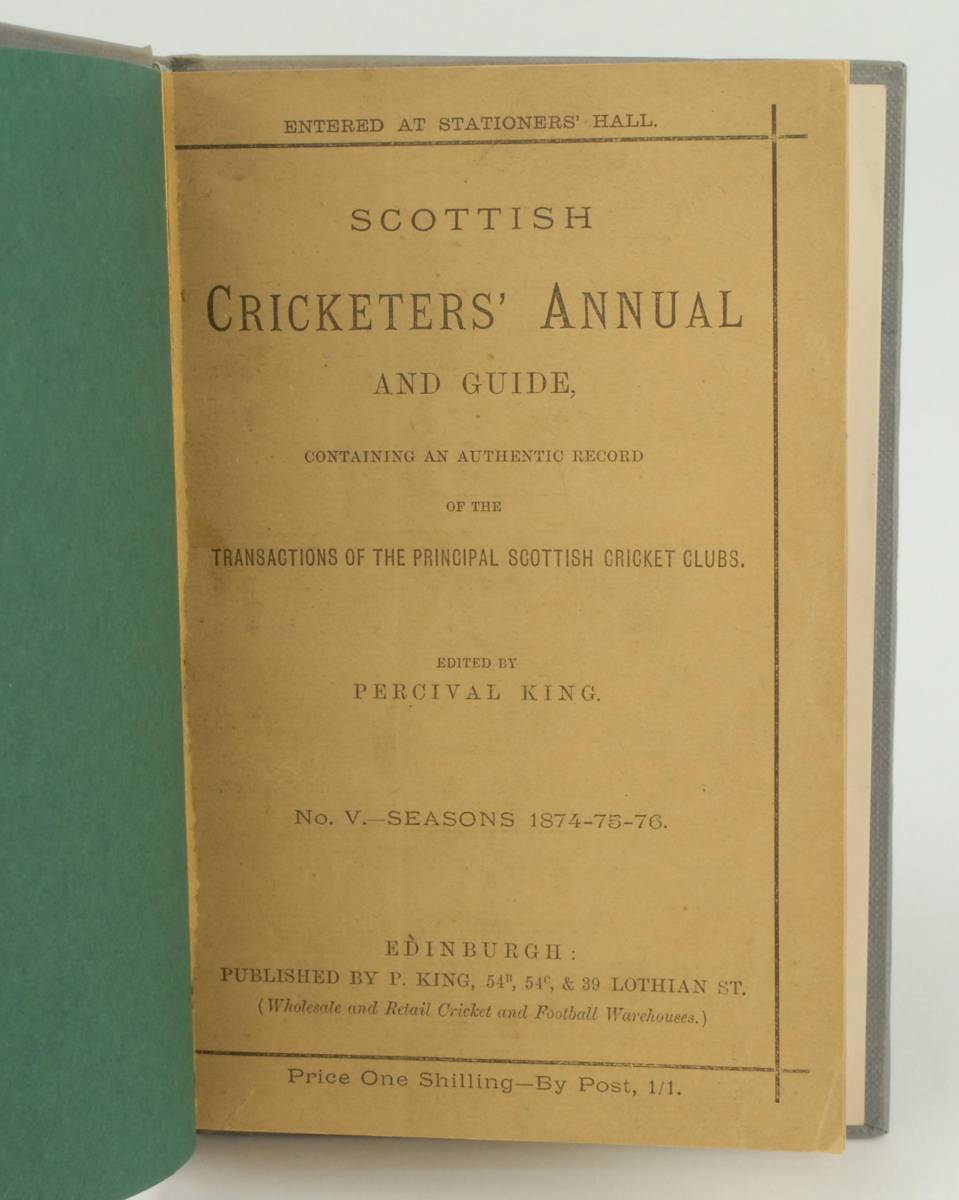 ENTERED AT STATIONERS' HALL.
SCOTTISH
CRICKETERS' ANNUAL
AND GUIDE,
CONTAINING AN AUTHENTIC RECORD
OF THE
TRANSACTIONS OF THE PRINCIPAL SCOTTISH CRICKET CLUBS.
EDITED BY
PERCIVAL KING.
No. V.—SEASONS 1874-75-76.
EDINBURGH:
PUBLISHED BY P. KING, 54B, 54C, & 39 LOTHIAN ST.
(Wholesale and Retail Cricket and Football Warehouses.)
Price One Shilling—By Post, 1/1.